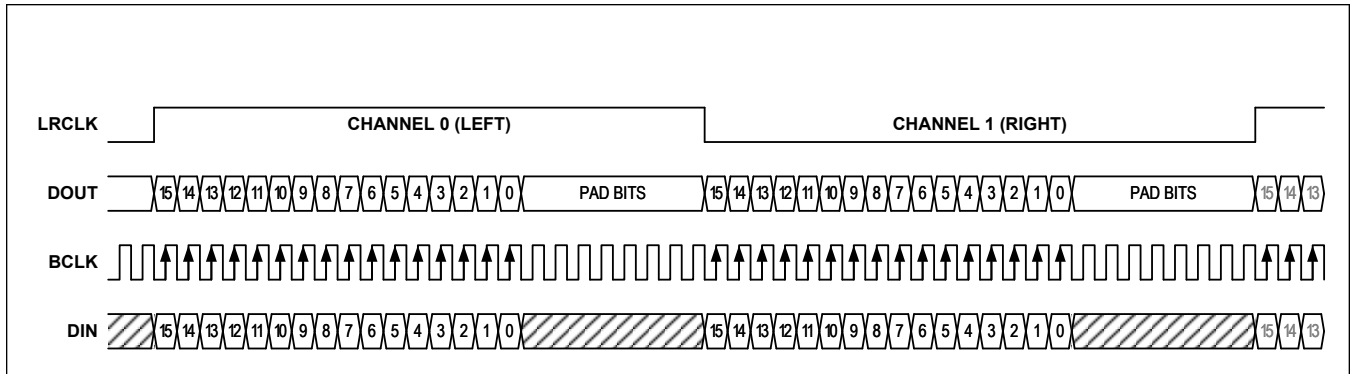 LRCLK CHANNEL 0 (LEFT) CHANNEL 1 (RIGHT)
DOUT 15 14 13 12 11 10 9 8 7 6 5 4 3 2 1 0 PAD BITS 15 14 13 12 11 10 9 8 7 6 5 4 3 2 1 0 PAD BITS 15 14 13
BCLK
DIN 15 14 13 12 11 10 9 8 7 6 5 4 3 2 1 0 15 14 13 12 11 10 9 8 7 6 5 4 3 2 1 0 15 14 13